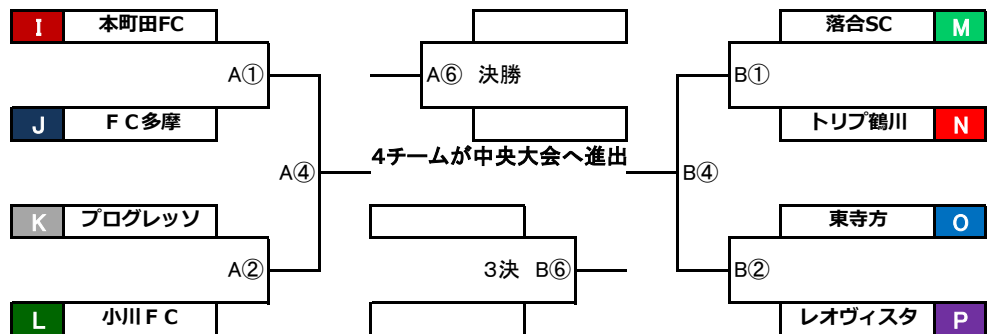 I 本町田FC
落合SC M
A① A⑥ 決勝 B①
J ＦＣ多摩
トリプ鶴川 N
4チームが中央大会へ進出
A④ B④
K プログレッソ
東寺方 O
A② 3決 B⑥ B②
L 小川ＦＣ
レオヴィスタ P